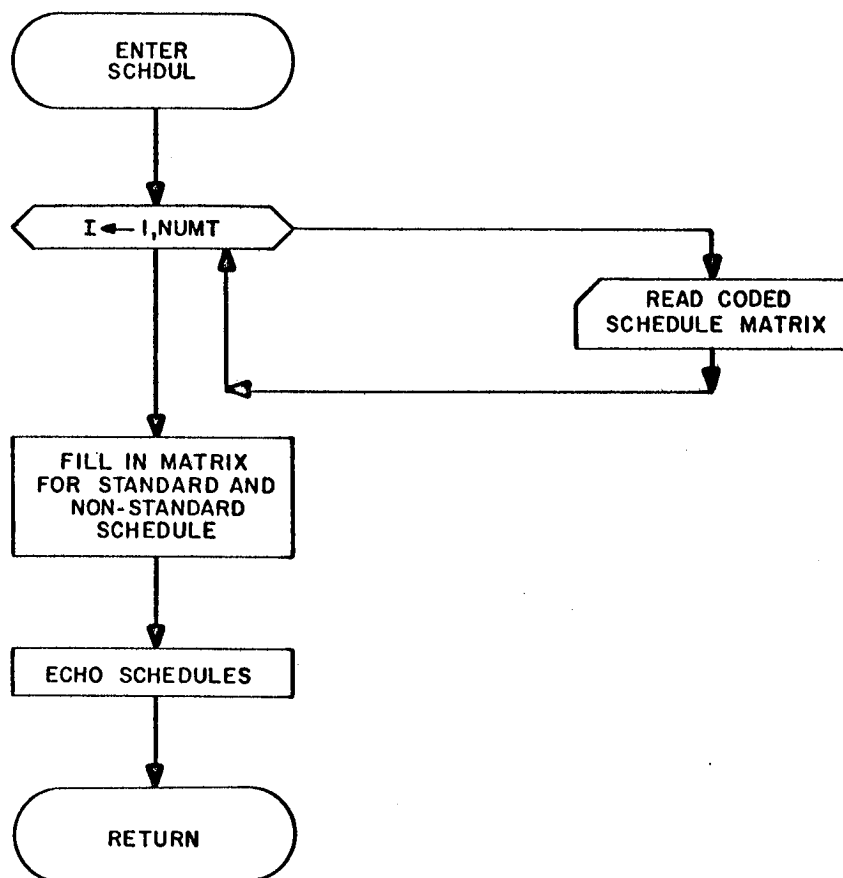 ENTER
SCHDUL
I ← 1,NUMT
READ CODED
SCHEDULE MATRIX
FILL IN MATRIX
FOR STANDARD AND
NON-STANDARD
SCHEDULE
ECHO SCHEDULES
RETURN